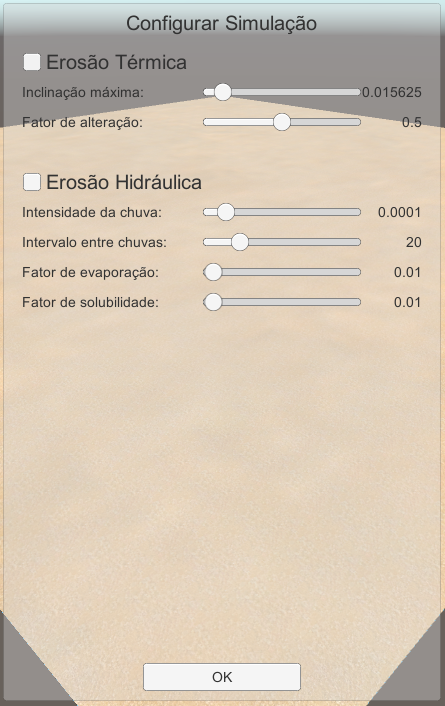 Configurar Simulação
Erosão Térmica
Inclinação máxima: 0.015625
Fator de alteração: 0.5
Erosão Hidráulica
Intensidade da chuva: 0.0001
Intervalo entre chuvas: 20
Fator de evaporação: 0.01
Fator de solubilidade: 0.01
OK